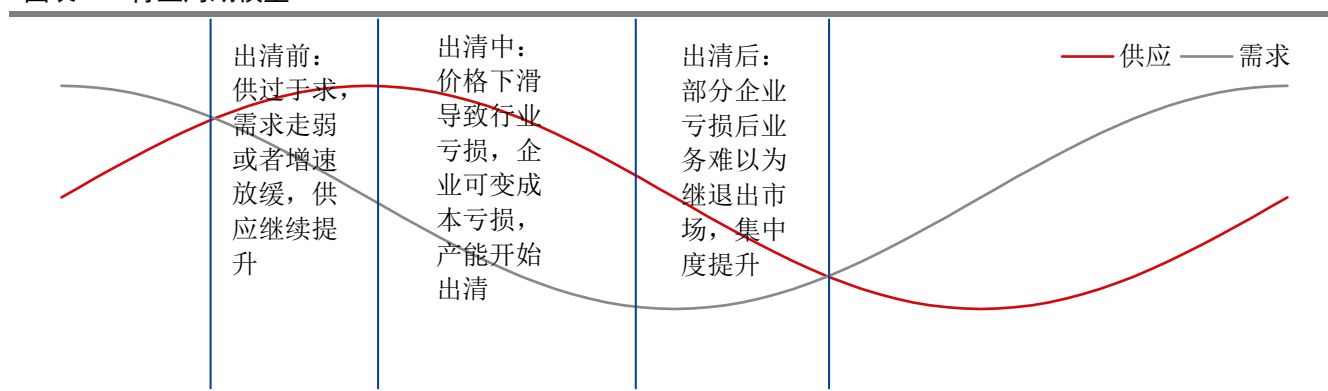 出清前：
供过于求，
需求走弱
或者增速
放缓，供
应继续提
升
出清中：
价格下滑
导致行业
亏损，企
业可变成
本亏损，
产能开始
出清
出清后：
部分企业
亏损后业
务难以为
继退出市
场，集中
度提升
供应
需求